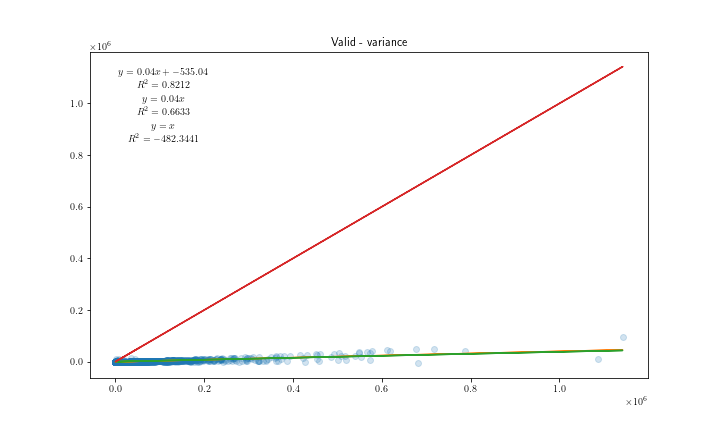 Valid - variance
×10⁶
y = 0.04x + −535.04
R² = 0.8212
y = 0.04x
R² = 0.6633
y = x
R² = −482.3441
1.0
0.8
0.6
0.4
0.2
0.0
0.0 0.2 0.4 0.6 0.8 1.0
×10⁶